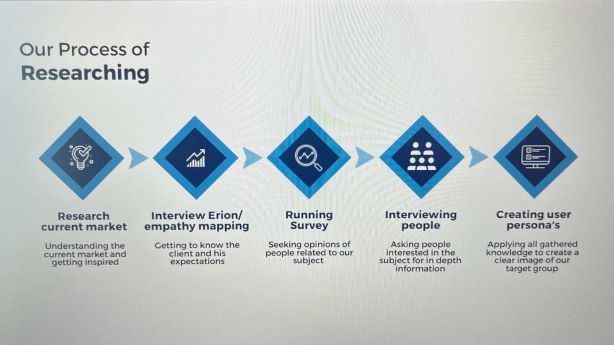 Our Process of
Researching
Research
current market
Understanding the
current market and
getting inspired
Interview Erion/
empathy mapping
Getting to know the
client and his
expectations
Running
Survey
Seeking opinions of
people related to our
subject
Interviewing
people
Asking people
interested in the
subject for in depth
information
Creating user
persona's
Applying all gathered
knowledge to create a
clear image of our
target group